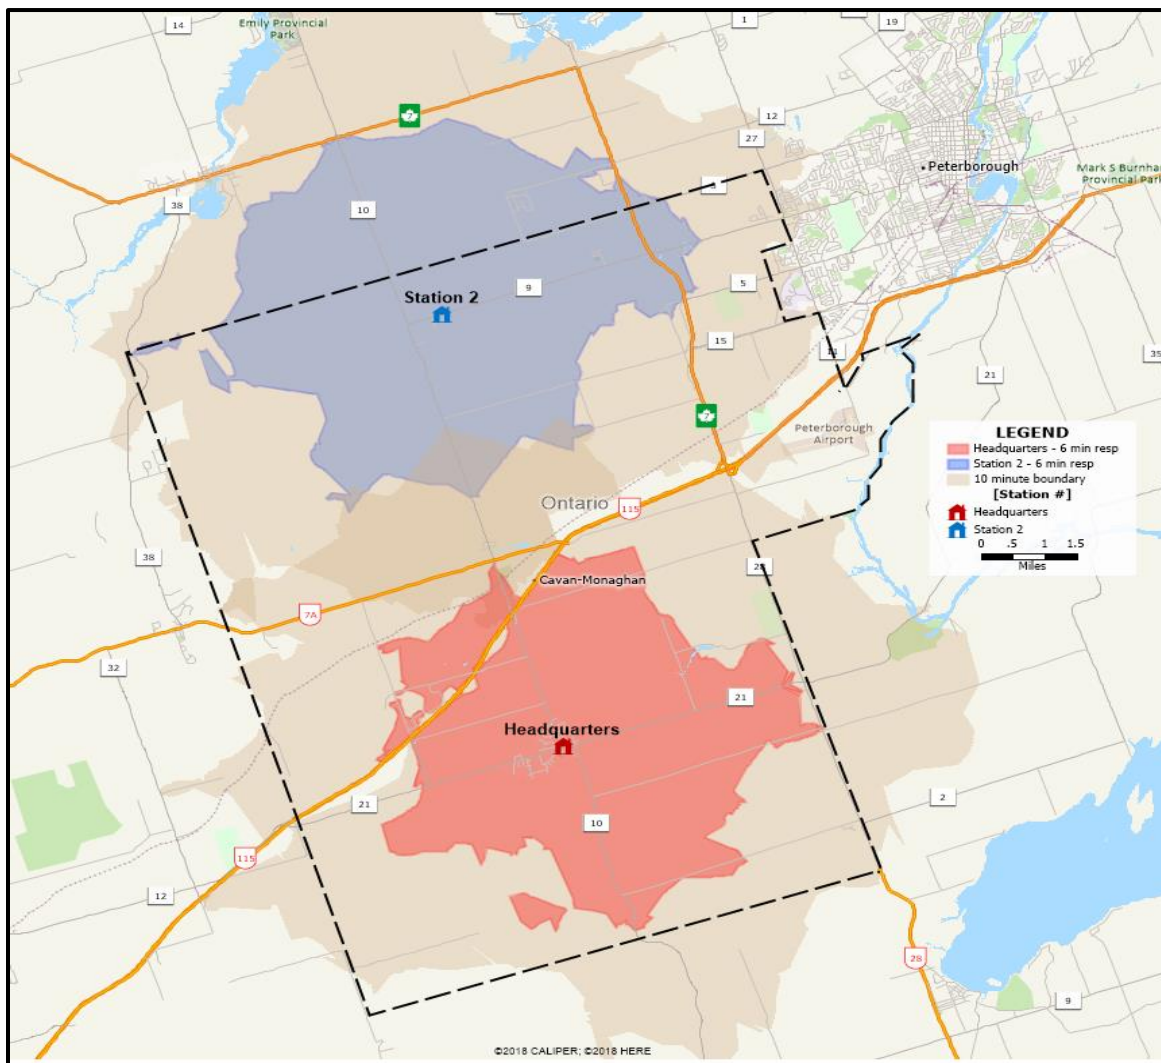 14
Emily Provincial
Park
1
19
7
12
27
Peterborough
Mark S Burnham
Provincial Park
38
10
Station 2
9
5
15
21
35
7
Peterborough
Airport
LEGEND
Headquarters - 6 min resp
Station 2 - 6 min resp
10 minute boundary
[Station #]
Headquarters
Station 2
0 .5 1 1.5
Miles
Ontario
115
38
28
Cavan-Monaghan
7A
32
21
Headquarters
21
10
2
115
12
28
9
©2018 CALIPER; ©2018 HERE